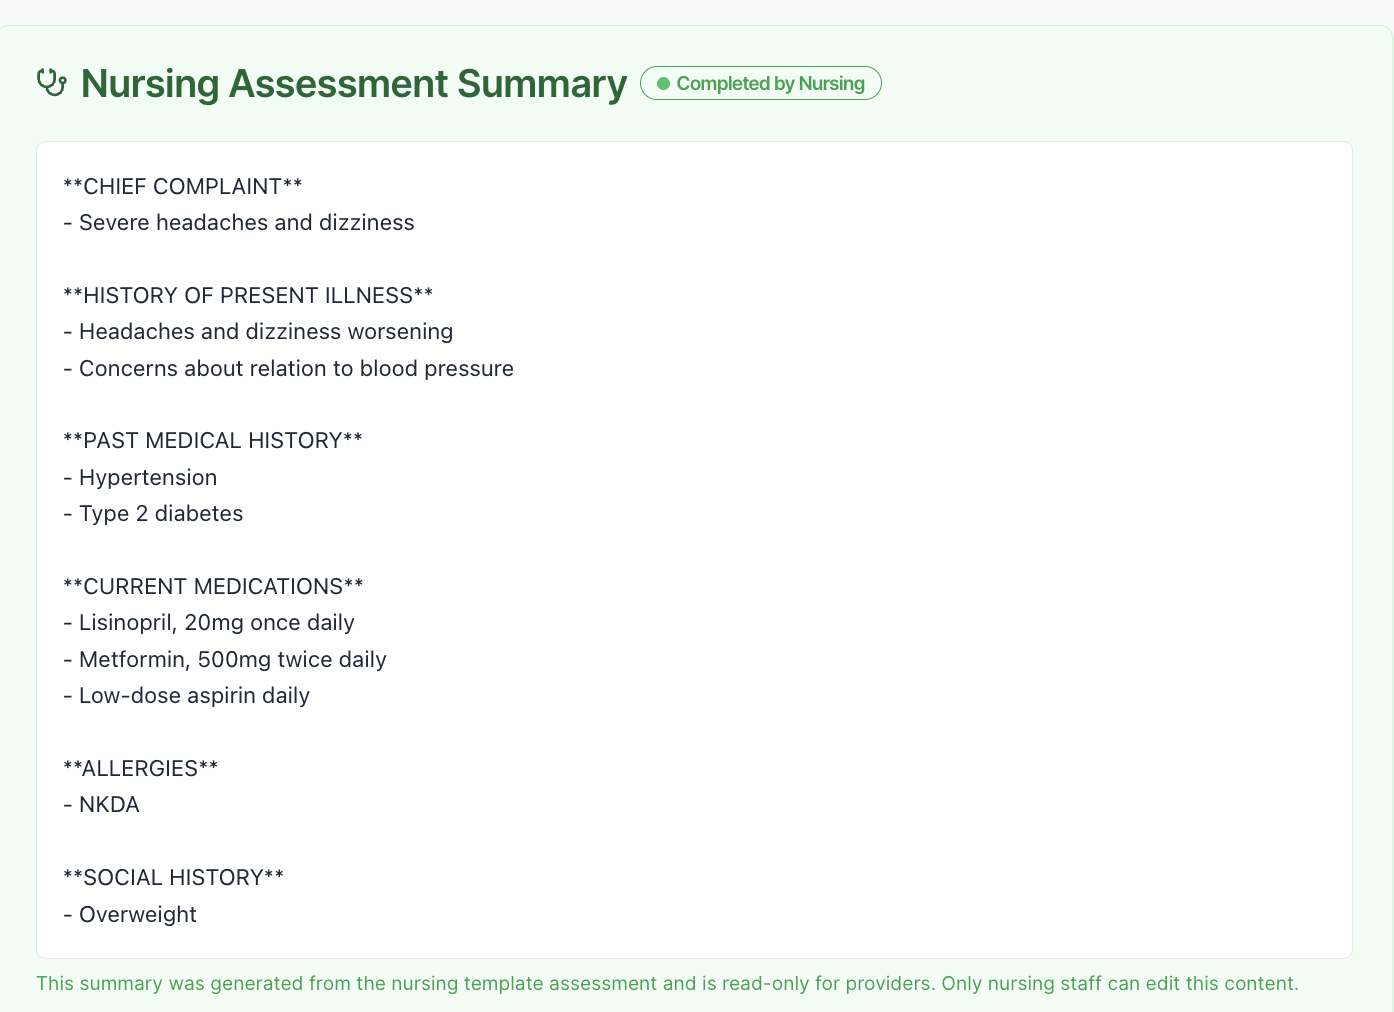 Nursing Assessment Summary
Completed by Nursing
**CHIEF COMPLAINT**
- Severe headaches and dizziness
**HISTORY OF PRESENT ILLNESS**
- Headaches and dizziness worsening
- Concerns about relation to blood pressure
**PAST MEDICAL HISTORY**
- Hypertension
- Type 2 diabetes
**CURRENT MEDICATIONS**
- Lisinopril, 20mg once daily
- Metformin, 500mg twice daily
- Low-dose aspirin daily
**ALLERGIES**
- NKDA
**SOCIAL HISTORY**
- Overweight
This summary was generated from the nursing template assessment and is read-only for providers. Only nursing staff can edit this content.